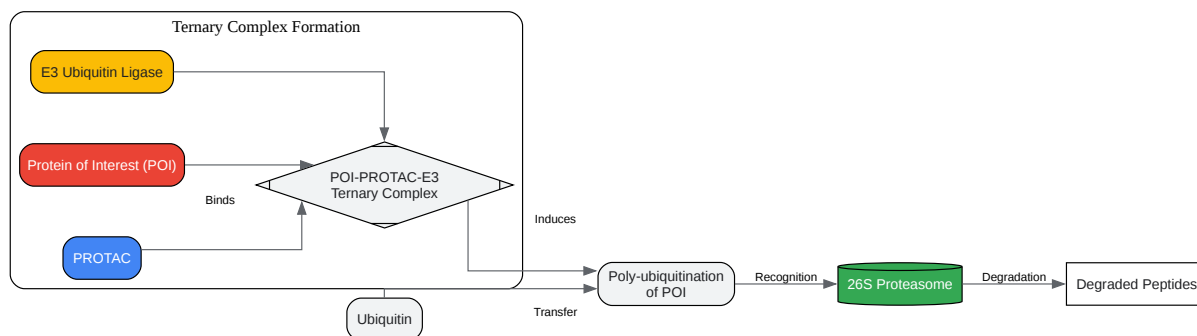 Ternary Complex Formation
E3 Ubiquitin Ligase
Protein of Interest (POI)
POI-PROTAC-E3
Ternary Complex
Binds
PROTAC
Induces
Poly-ubiquitination
of POI
Recognition
26S Proteasome
Degradation
Degraded Peptides
Ubiquitin
Transfer